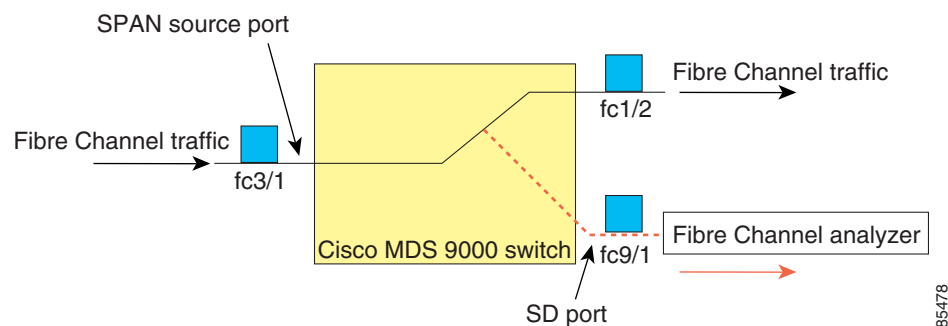 SPAN source port
Fibre Channel traffic
fc1/2
Fibre Channel traffic
fc3/1
Cisco MDS 9000 switch
fc9/1
Fibre Channel analyzer
SD port
85478